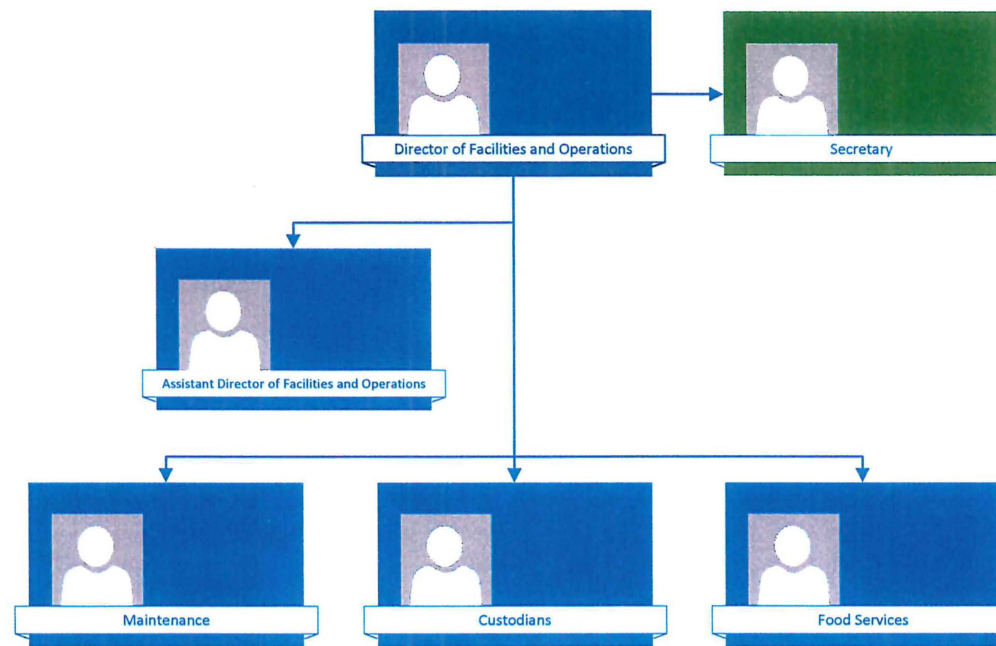 Director of Facilities and Operations
Secretary
Assistant Director of Facilities and Operations
Maintenance
Custodians
Food Services